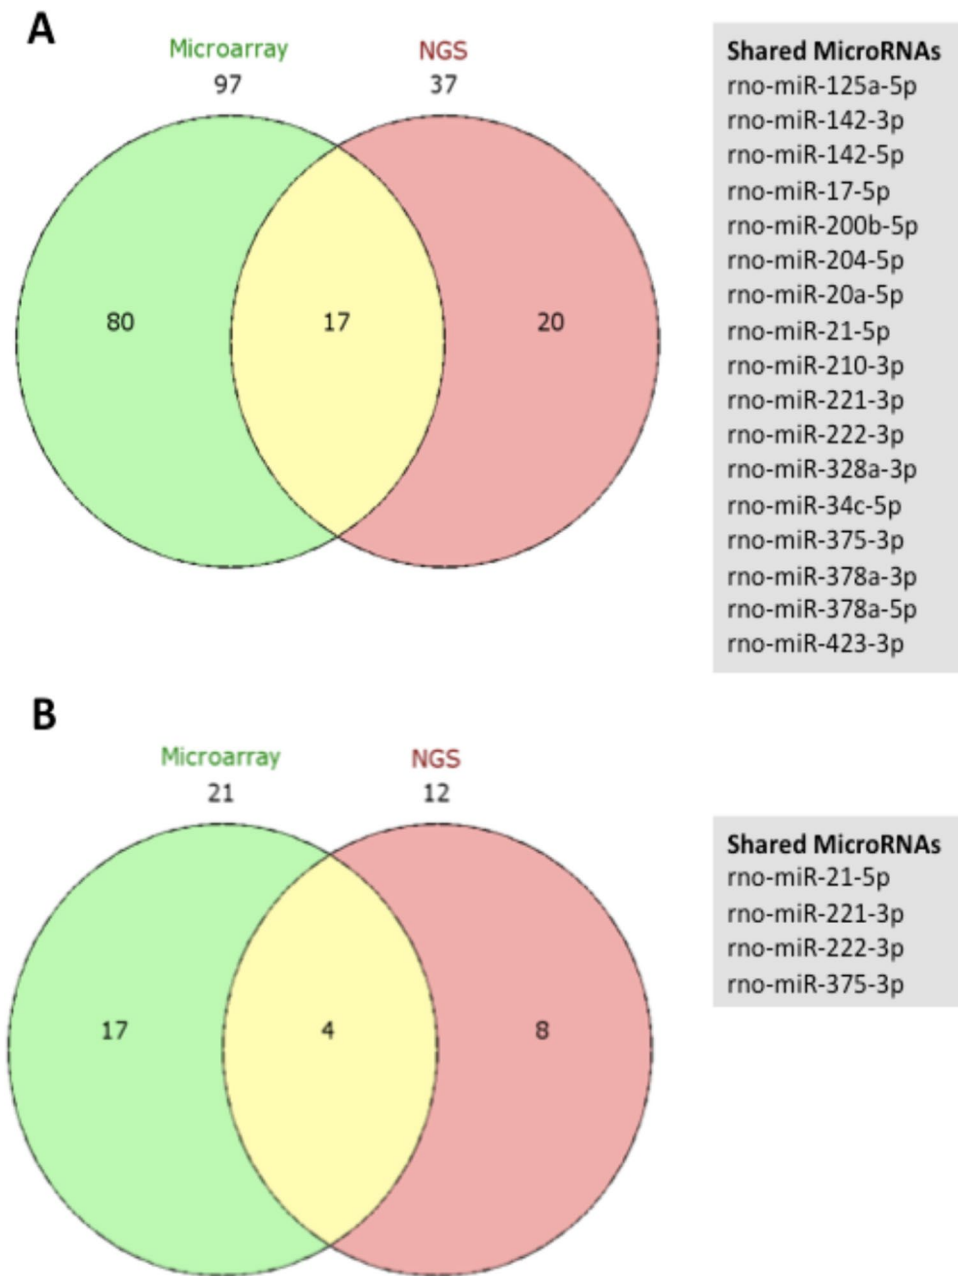 A
Microarray NGS
97 37
80 17 20
Shared MicroRNAs
rno-miR-125a-5p
rno-miR-142-3p
rno-miR-142-5p
rno-miR-17-5p
rno-miR-200b-5p
rno-miR-204-5p
rno-miR-20a-5p
rno-miR-21-5p
rno-miR-210-3p
rno-miR-221-3p
rno-miR-222-3p
rno-miR-328a-3p
rno-miR-34c-5p
rno-miR-375-3p
rno-miR-378a-3p
rno-miR-378a-5p
rno-miR-423-3p
B
Microarray NGS
21 12
17 4 8
Shared MicroRNAs
rno-miR-21-5p
rno-miR-221-3p
rno-miR-222-3p
rno-miR-375-3p